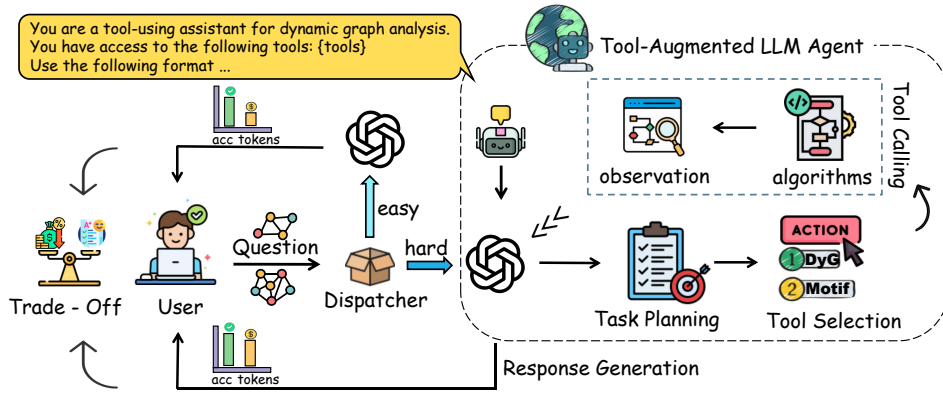 You are a tool-using assistant for dynamic graph analysis.
You have access to the following tools: {tools}
Use the following format ...
Tool-Augmented LLM Agent
acc tokens
easy
Question
hard
Dispatcher
Trade - Off
User
observation
algorithms
Tool Calling
Task Planning
ACTION
1 DyG
2 Motif
Tool Selection
acc tokens
Response Generation